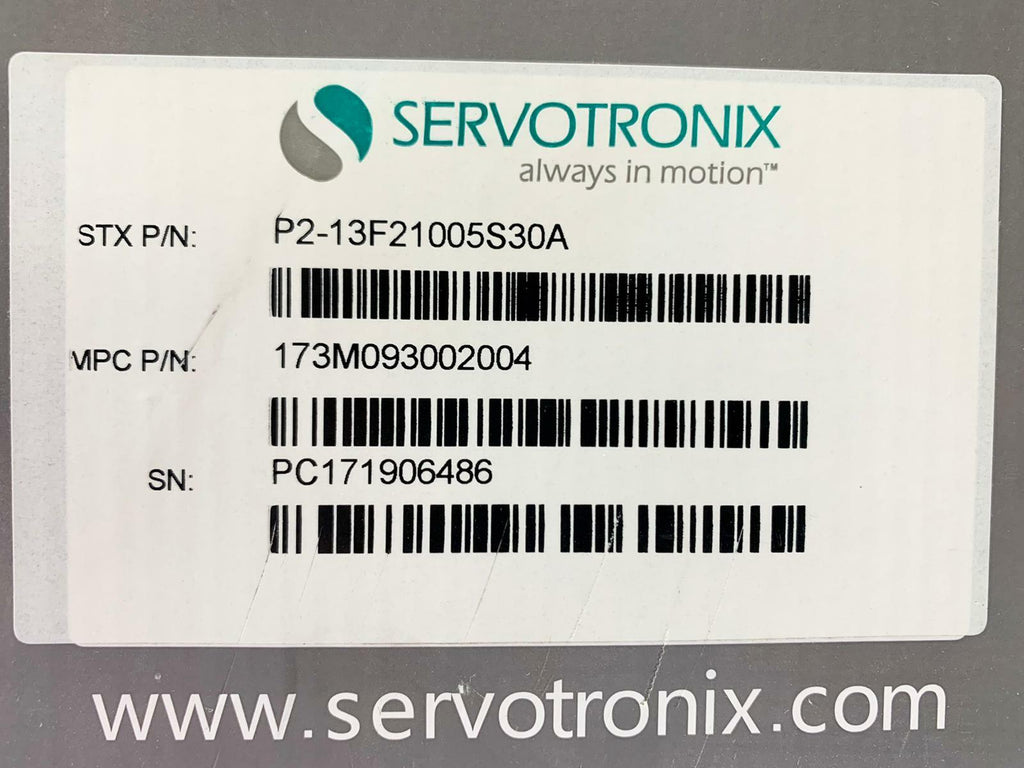 SERVOTRONIX
always in motion™
STX P/N: P2-13F21005S30A
MPC P/N: 173M093002004
SN: PC171906486
www.servotronix.com